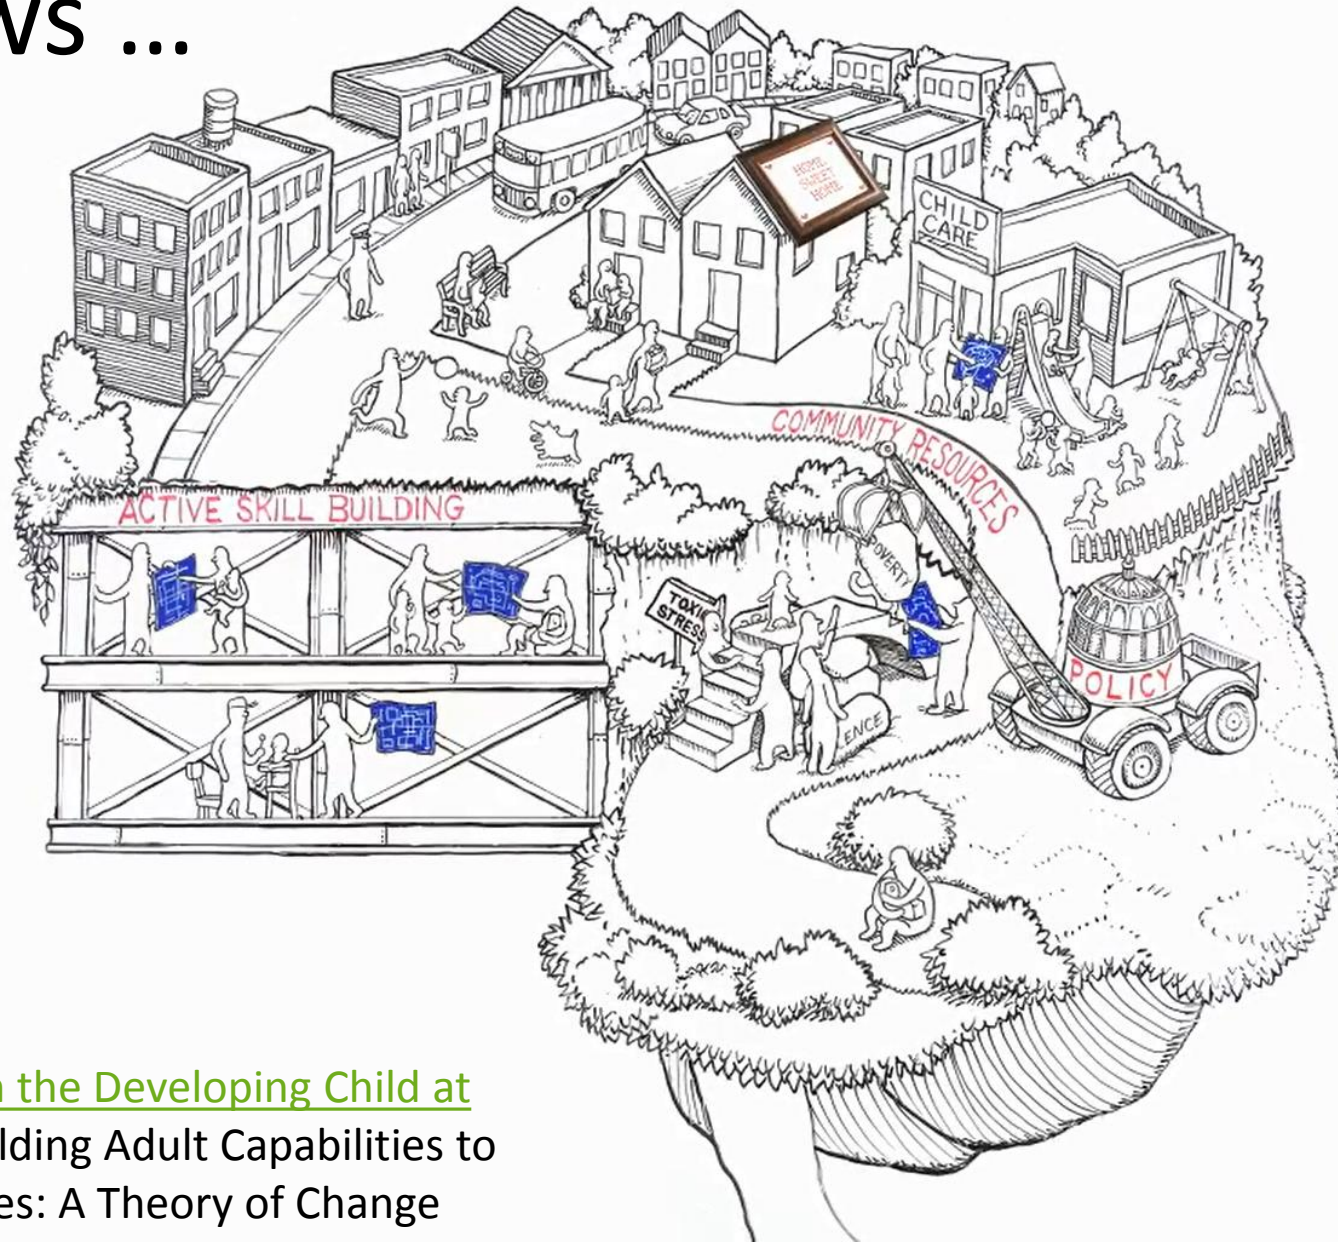 ws ...
HOME
SWEET
HOME
CHILD
CARE
COMMUNITY RESOURCES
ACTIVE SKILL BUILDING
POVERTY
TOXIC
STRESS
POLICY
ENCE
n the Developing Child at
lding Adult Capabilities to
es: A Theory of Change